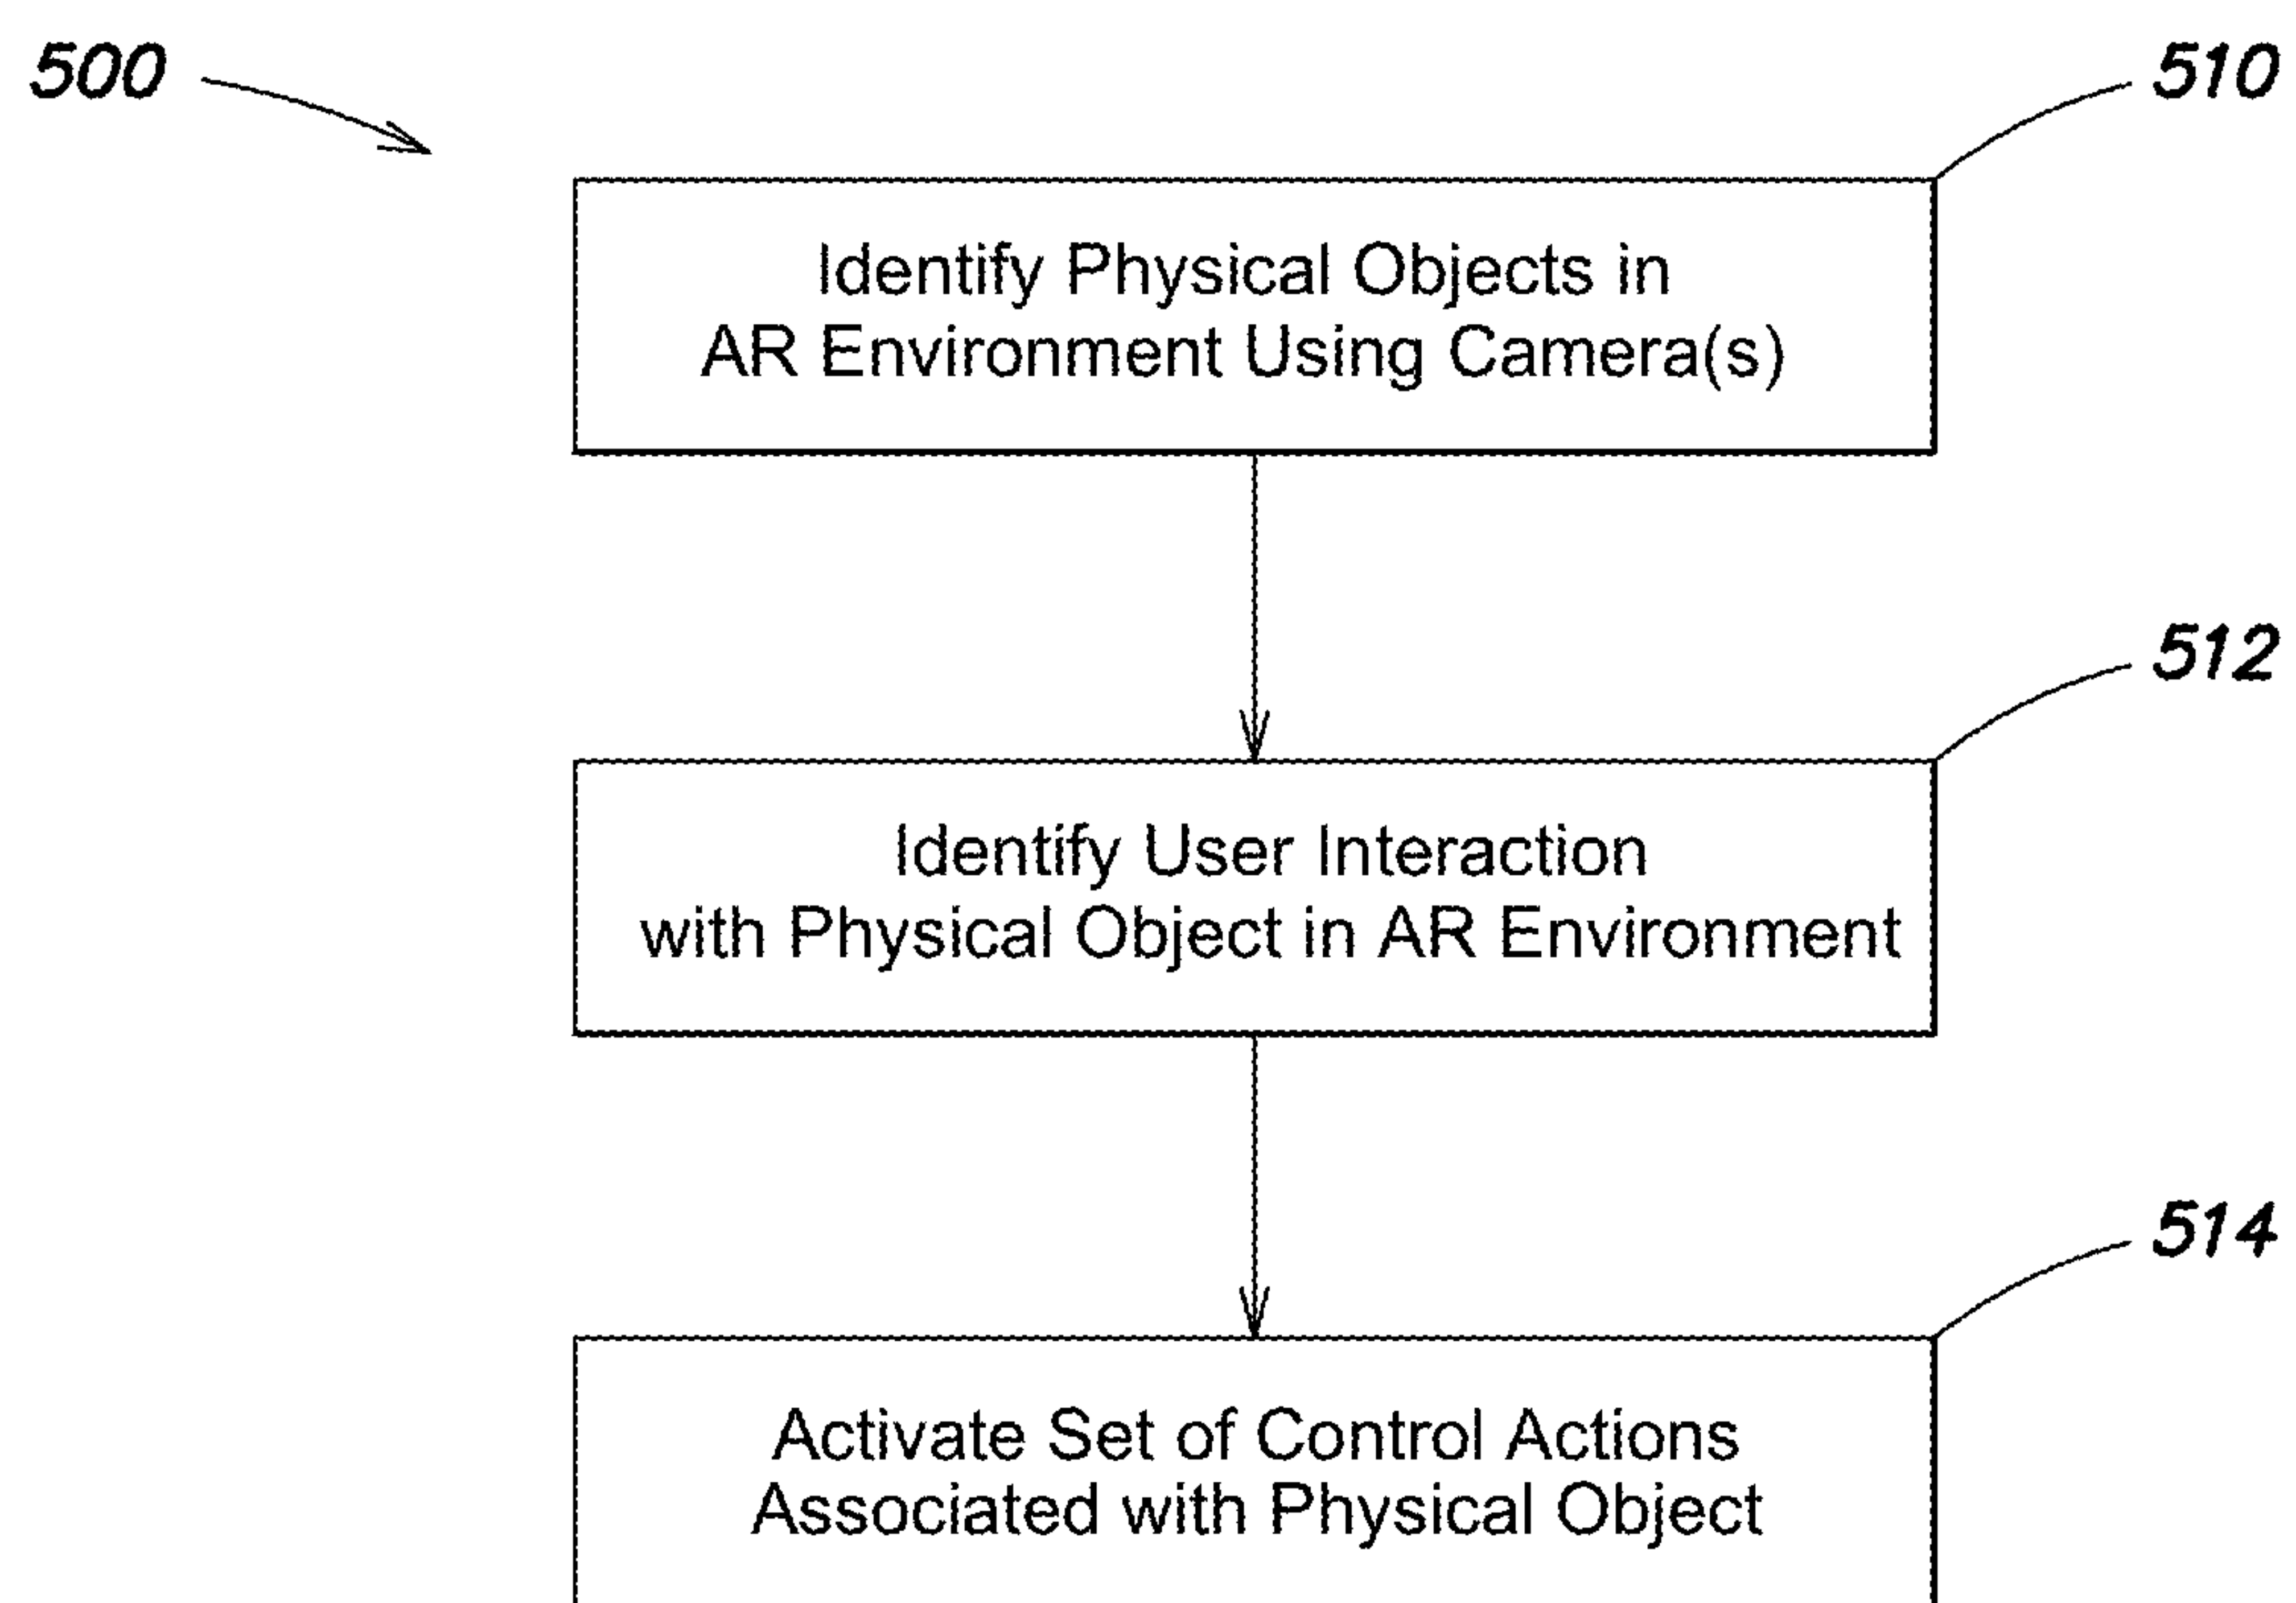 500
510
Identify Physical Objects in
AR Environment Using Camera(s)
512
Identify User Interaction
with Physical Object in AR Environment
514
Activate Set of Control Actions
Associated with Physical Object